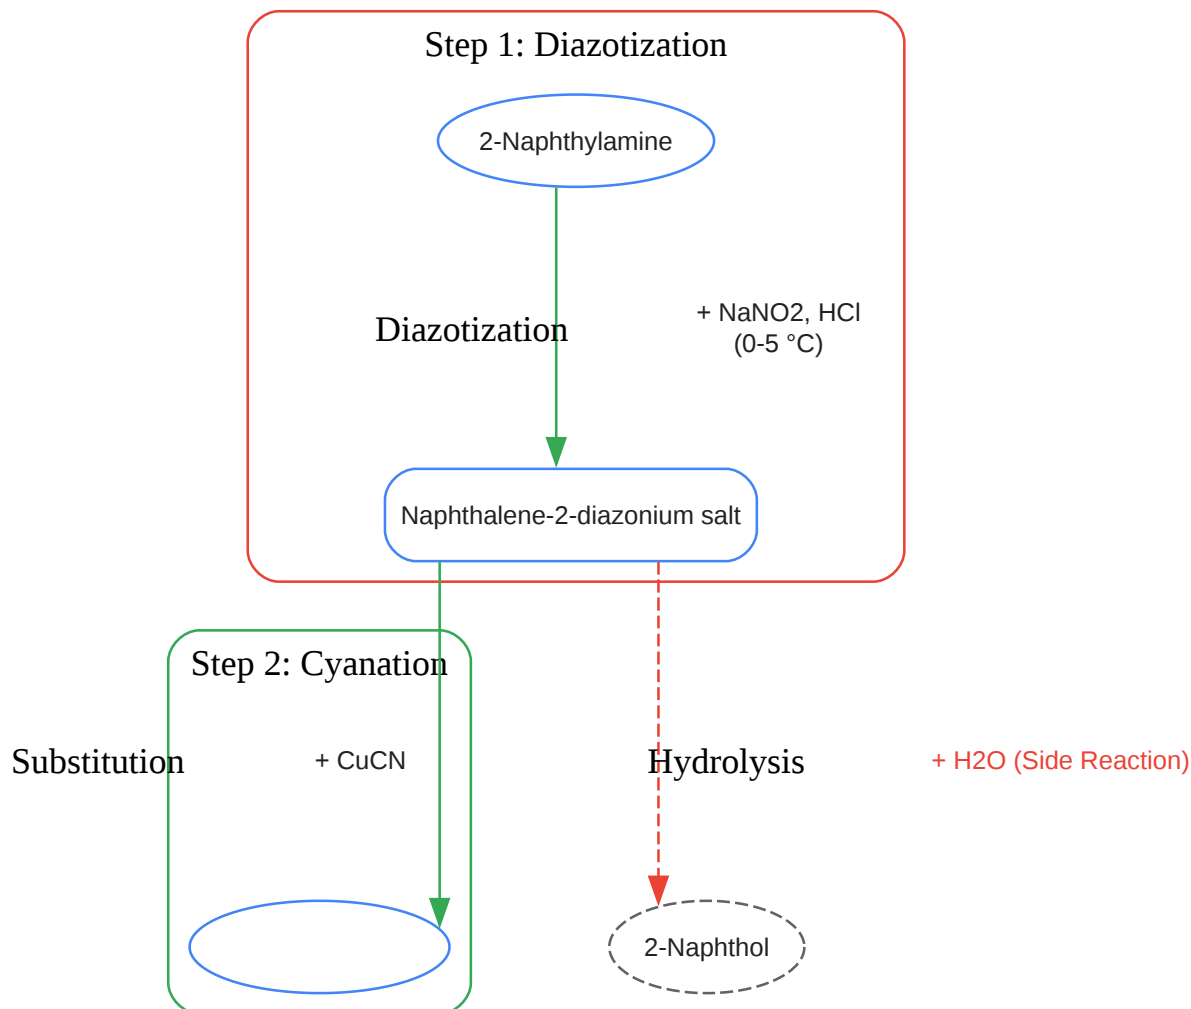 Step 1: Diazotization
2-Naphthylamine
Diazotization
+ NaNO2, HCl
(0-5 °C)
Naphthalene-2-diazonium salt
Step 2: Cyanation
Substitution
+ CuCN
Hydrolysis
+ H2O (Side Reaction)
2-Naphthol